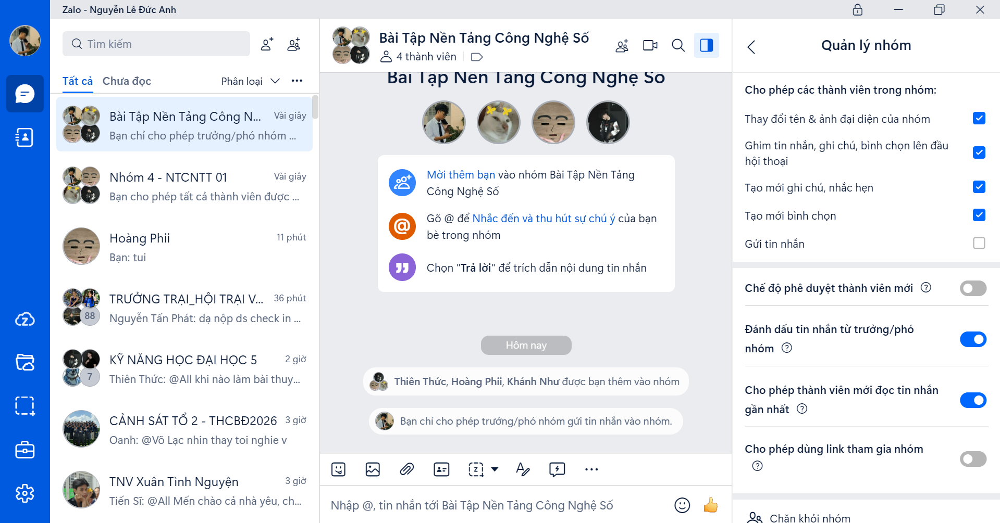 Zalo - Nguyễn Lê Đức Anh
Tìm kiếm
Tất cả
Chưa đọc
Phân loại
Bài Tập Nền Tảng Công N...
Vài giây
Bạn chỉ cho phép trưởng/phó nhóm ...
Nhóm 4 - NTCNTT 01
Vài giây
Bạn cho phép tất cả thành viên được ...
Hoàng Phii
11 phút
Bạn: tui
88
TRƯỞNG TRẠI_HỘI TRẠI V...
36 phút
Nguyễn Tấn Phát: dạ nộp ds check in ...
7
KỸ NĂNG HỌC ĐẠI HỌC 5
2 giờ
Thiên Thức: @All khi nào làm bài thuy...
CẢNH SÁT TỔ 2 - THCBĐ2026
3 giờ
Oanh: @Võ Lạc nhin thay toi nghie v
TNV Xuân Tình Nguyện
3 giờ
Tiến Sĩ: @All Mến chào cả nhà yêu, ch...
Bài Tập Nền Tảng Công Nghệ Số
4 thành viên
Bài Tập Nền Tảng Công Nghệ Số
Mời thêm bạn vào nhóm Bài Tập Nền Tảng
Công Nghệ Số
Gõ @ để Nhắc đến và thu hút sự chú ý của bạn
bè trong nhóm
Chọn "Trả lời" để trích dẫn nội dung tin nhắn
Hôm nay
Thiên Thức, Hoàng Phii, Khánh Như được bạn thêm vào nhóm
Bạn chỉ cho phép trưởng/phó nhóm gửi tin nhắn vào nhóm.
Nhập @, tin nhắn tới Bài Tập Nền Tảng Công Nghệ Số
Quản lý nhóm
Cho phép các thành viên trong nhóm:
Thay đổi tên & ảnh đại diện của nhóm
Ghim tin nhắn, ghi chú, bình chọn lên đầu
hội thoại
Tạo mới ghi chú, nhắc hẹn
Tạo mới bình chọn
Gửi tin nhắn
Chế độ phê duyệt thành viên mới
Đánh dấu tin nhắn từ trưởng/phó
nhóm
Cho phép thành viên mới đọc tin nhắn
gần nhất
Cho phép dùng link tham gia nhóm
Chặn khỏi nhóm